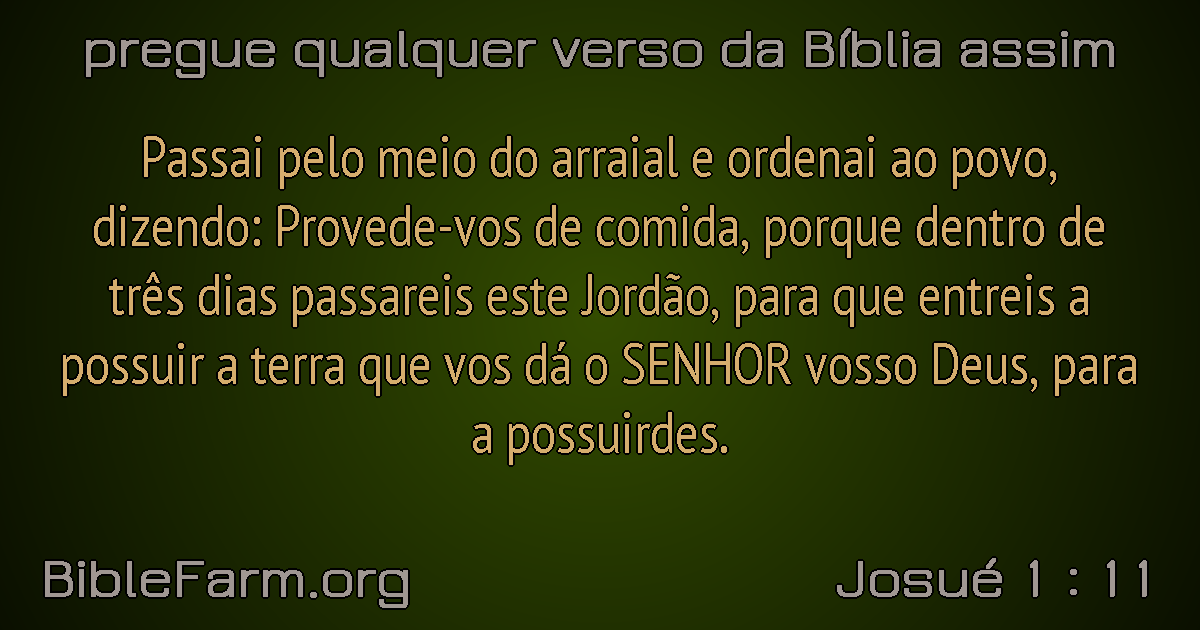 pregue qualquer verso da Bíblia assim
Passai pelo meio do arraial e ordenai ao povo,
dizendo: Provede-vos de comida, porque dentro de
três dias passareis este Jordão, para que entreis a
possuir a terra que vos dá o SENHOR vosso Deus, para
a possuirdes.
BibleFarm.org
Josué 1 : 11